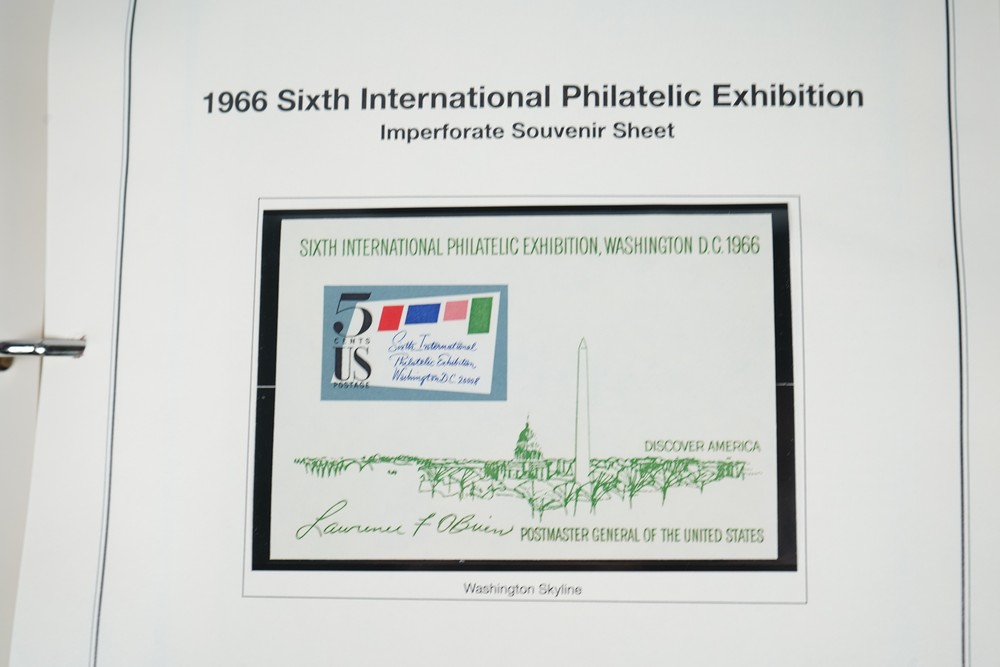 1966 Sixth International Philatelic Exhibition
Imperforate Souvenir Sheet
SIXTH INTERNATIONAL PHILATELIC EXHIBITION, WASHINGTON D.C. 1966
5
CENTS
US
POSTAGE
Sixth International
Philatelic Exhibition
Washington D.C. 20008
DISCOVER AMERICA
Lawrence F O'Brien POSTMASTER GENERAL OF THE UNITED STATES
Washington Skyline